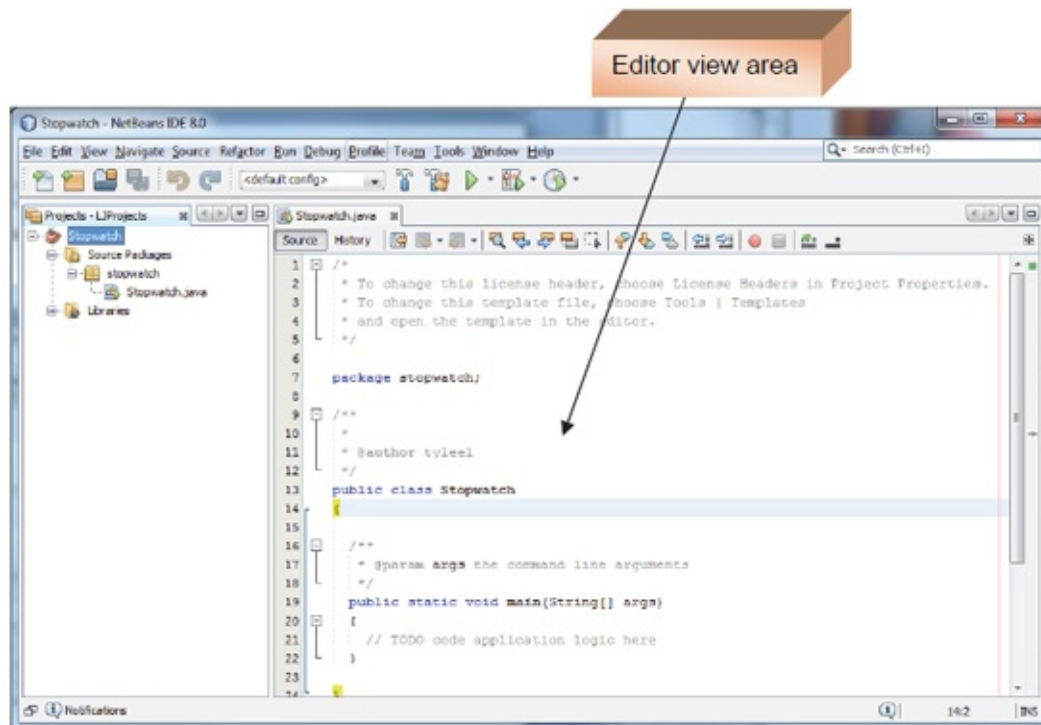 Editor view area
Stopwatch - NetBeans IDE 8.0
File Edit View Navigate Source Refactor Run Debug Profile Team Tools Window Help
Search (Ctrl+I)
<default config>
Projects - LJProjects
Stopwatch.java
Stopwatch
Source Packages
stopwatch
Stopwatch.java
Libraries
Source History
1 /*
2 * To change this license header, choose License Headers in Project Properties.
3 * To change this template file, choose Tools | Templates
4 * and open the template in the editor.
5 */
6
7 package stopwatch;
8
9 /**
10 *
11 * @author tyleel
12 */
13 public class Stopwatch
14 {
15
16 /**
17 * @param args the command line arguments
18 */
19 public static void main(String[] args)
20 {
21 // TODO code application logic here
22 }
23
24 }
Notifications
14:2 INS